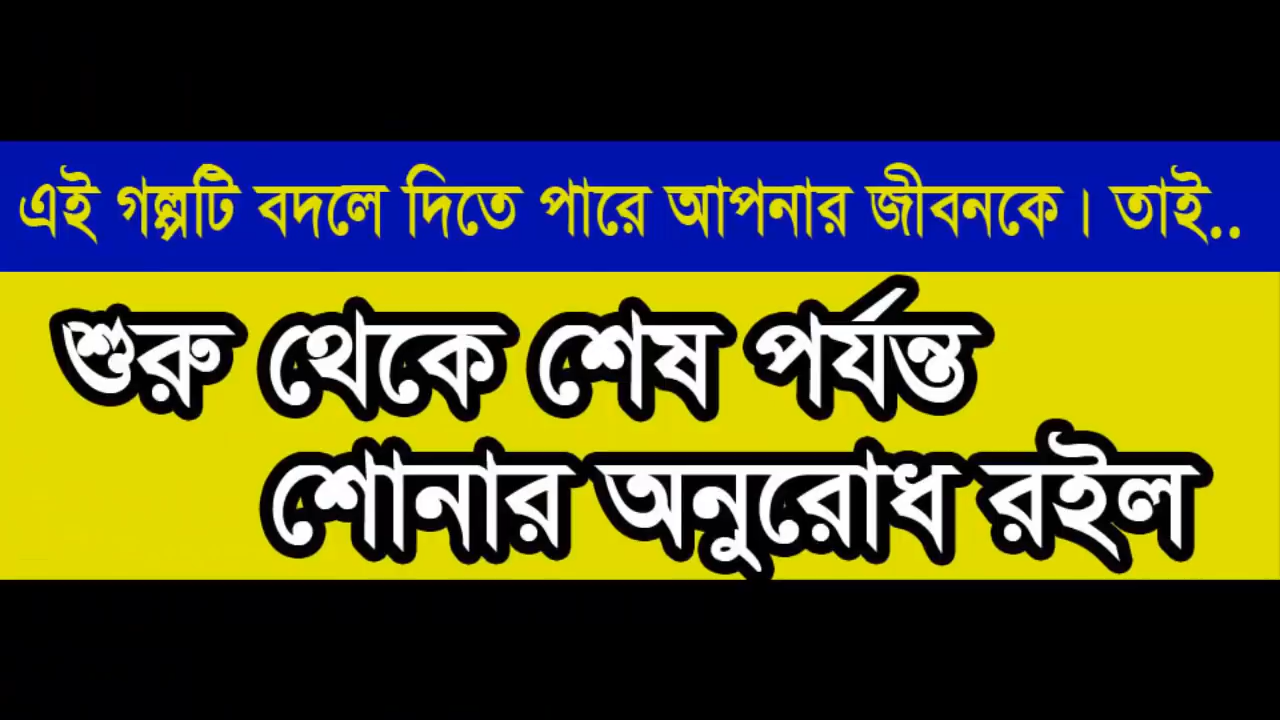 এই গল্পটি বদলে দিতে পারে আপনার জীবনকে। তাই..
শুরু থেকে শেষ পর্যন্ত
শোনার অনুরোধ রইল